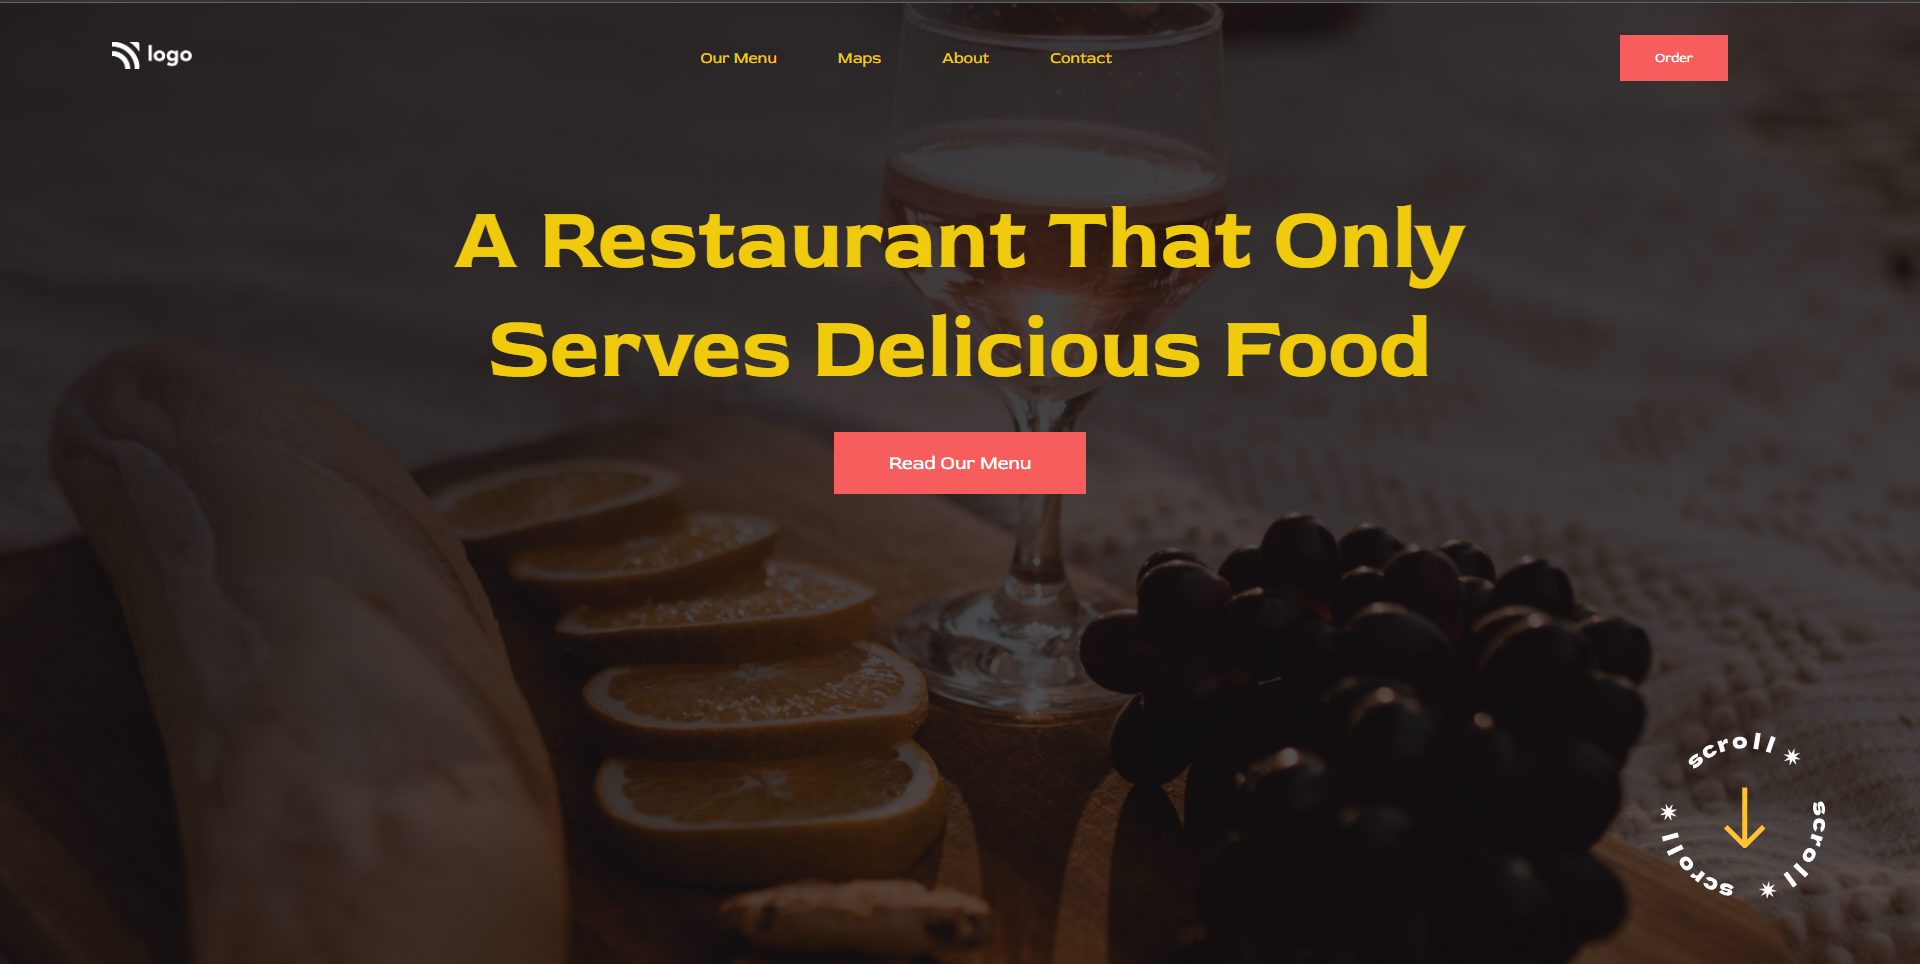 logo
Our Menu
Maps
About
Contact
Order
A Restaurant That Only
Serves Delicious Food
Read Our Menu
scroll
scroll
scroll